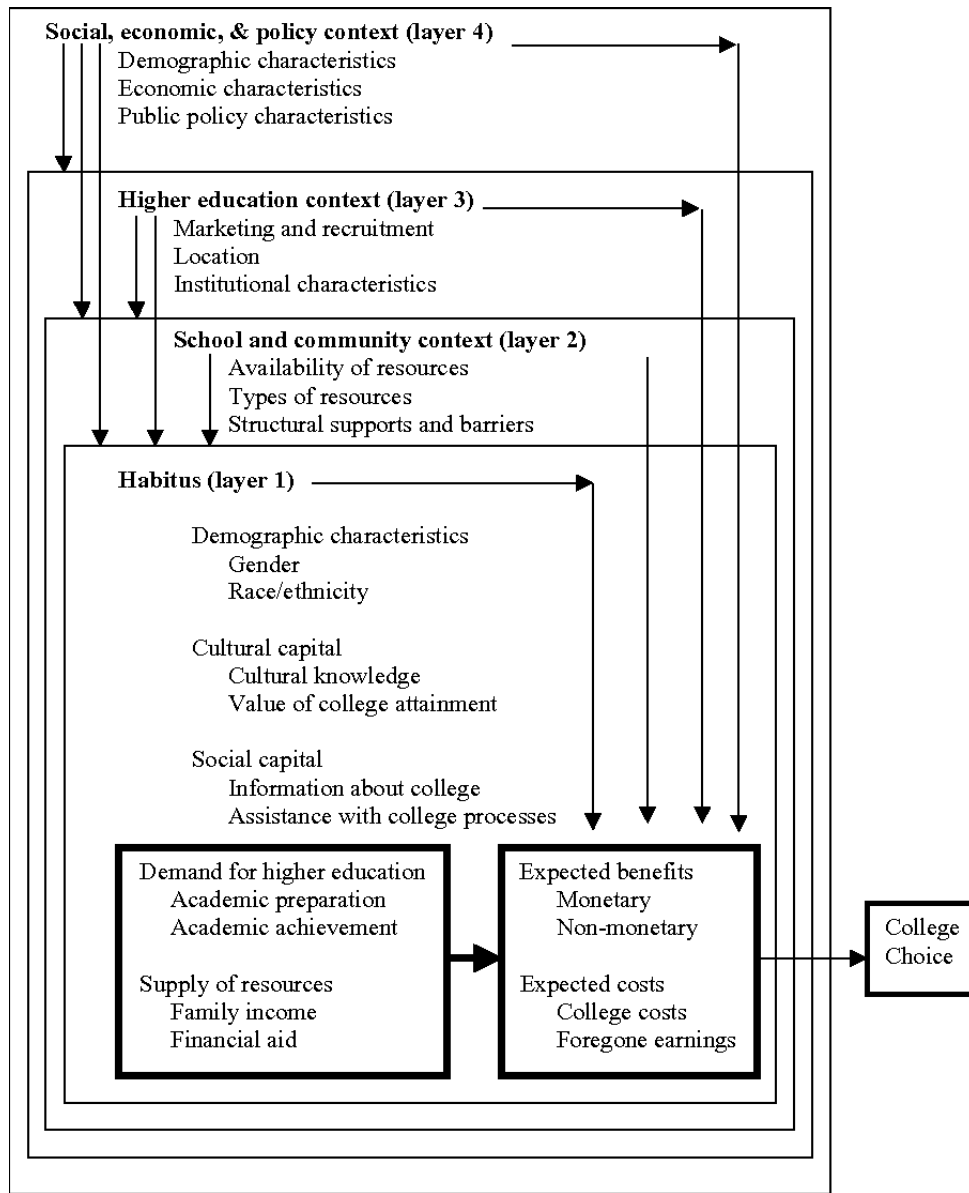 Social, economic, & policy context (layer 4)
Demographic characteristics
Economic characteristics
Public policy characteristics
Higher education context (layer 3)
Marketing and recruitment
Location
Institutional characteristics
School and community context (layer 2)
Availability of resources
Types of resources
Structural supports and barriers
Habitus (layer 1)
Demographic characteristics
Gender
Race/ethnicity
Cultural capital
Cultural knowledge
Value of college attainment
Social capital
Information about college
Assistance with college processes
Demand for higher education
Academic preparation
Academic achievement
Supply of resources
Family income
Financial aid
Expected benefits
Monetary
Non-monetary
Expected costs
College costs
Foregone earnings
College
Choice